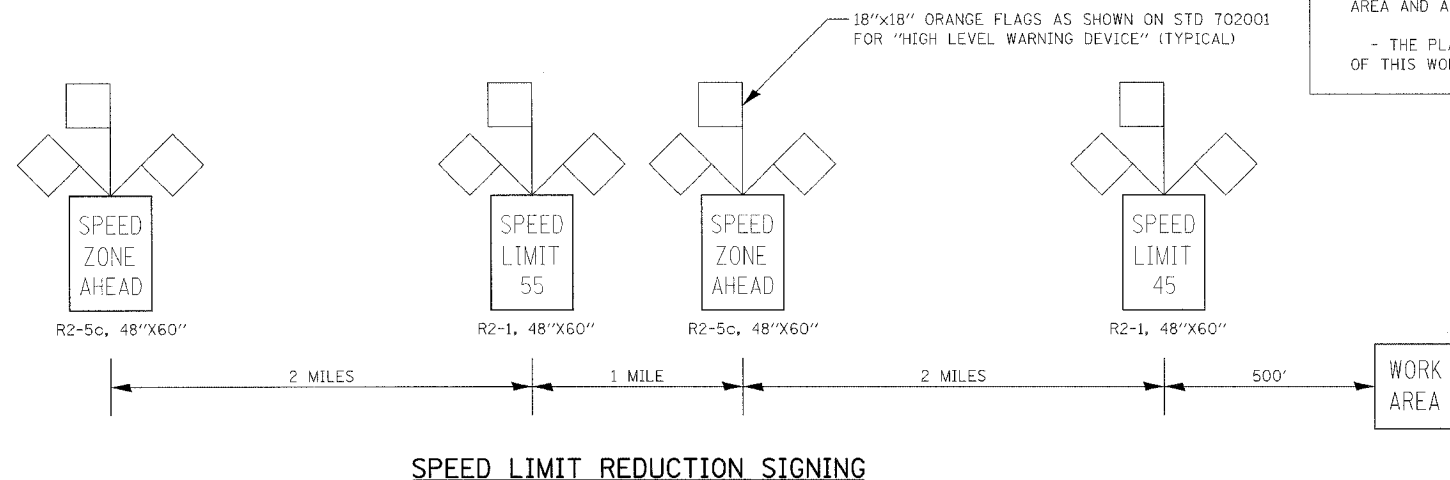 18"x18" ORANGE FLAGS AS SHOWN ON STD 702001
FOR "HIGH LEVEL WARNING DEVICE" (TYPICAL)
AREA AND A
- THE PLA
OF THIS WO
SPEED
ZONE
AHEAD
R2-5c, 48"X60"
SPEED
LIMIT
55
R2-1, 48"X60"
SPEED
ZONE
AHEAD
R2-5c, 48"X60"
SPEED
LIMIT
45
R2-1, 48"X60"
2 MILES
1 MILE
2 MILES
500'
WORK
AREA
SPEED LIMIT REDUCTION SIGNING